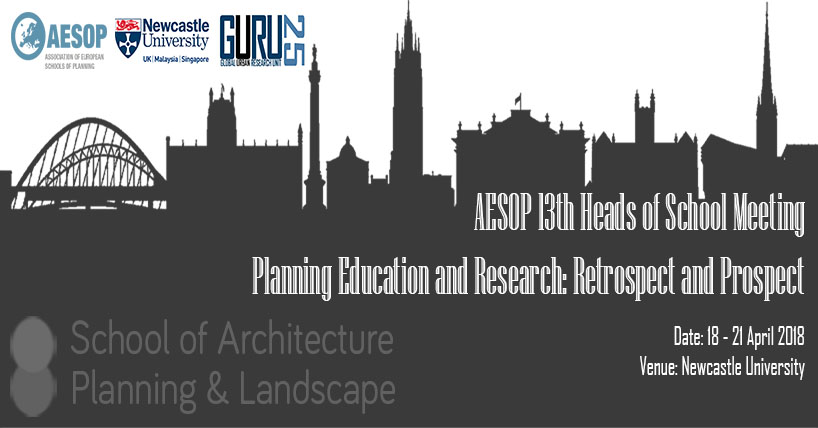 AESOP
ASSOCIATION OF EUROPEAN
SCHOOLS OF PLANNING
Newcastle
University
UK | Malaysia | Singapore
GURU
25
GLOBAL URBAN RESEARCH UNIT
AESOP 13th Heads of School Meeting
Planning Education and Research: Retrospect and Prospect
Date: 18 - 21 April 2018
Venue: Newcastle University
School of Architecture
Planning & Landscape